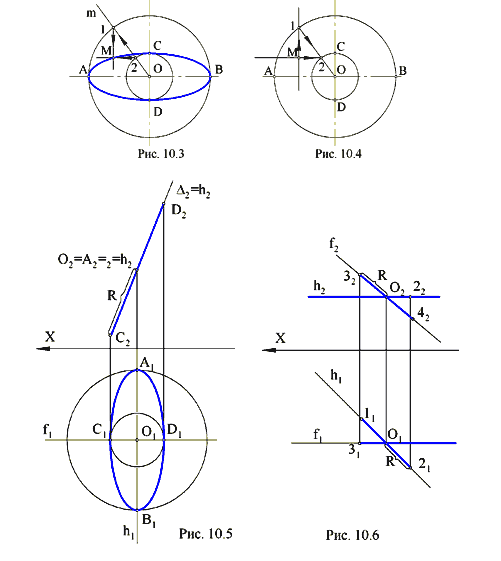 m
1
C
M
2
A
O
B
D
Рис. 10.3
1
C
M
2
A
O
B
D
Рис. 10.4
Δ₂=h₂
D₂
O₂=A₂=₂=h₂
R
C₂
X
A₁
f₁
C₁
O₁
D₁
B₁
h₁
Рис. 10.5
f₂
3₂
R
h₂
O₂
2₂
4₂
X
h₁
1₁
f₁
O₁
3₁
R
2₁
Рис. 10.6